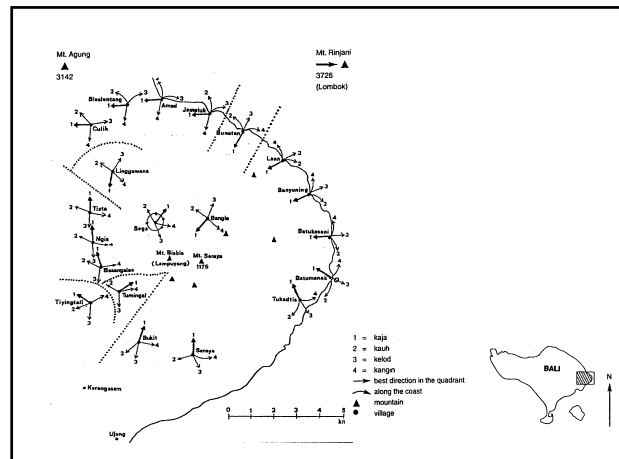 Mt. Agung
3142
Mt. Rinjani
3726
(Lombok)
Bisalentang
Amed
Jemeluk
Culik
Bunutan
Lean
Linggawana
Banyuning
Tista
Sega
Bangle
Batukeseni
Ngis
Mt. Bisbis
(Lempuyang)
Mt. Seraya
1175
Basangalas
Batumanak
Tumingal
Tukadtis
Tiyingtali
Bukit
Seraya
Karangasem
Ujung
0 1 2 3 4 5
km
1 = kaja
2 = kauh
3 = kelod
4 = kangin
best direction in the quadrant
along the coast
mountain
village
BALI
N